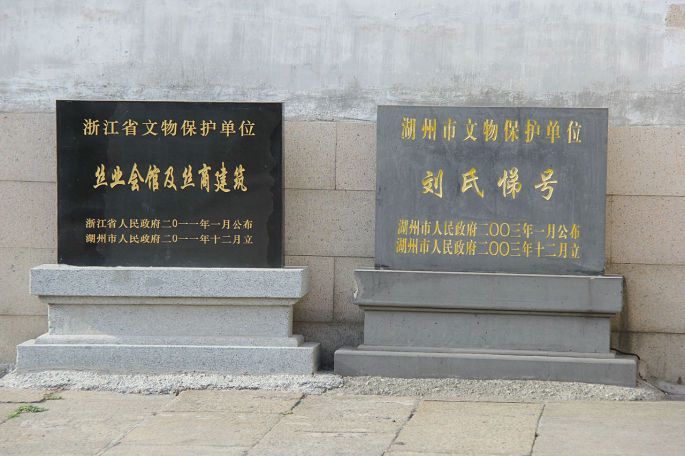 浙江省文物保护单位
丝业会馆及丝商建筑
浙江省人民政府二0一一年一月公布
湖州市人民政府二0一一年十二月立
湖州市文物保护单位
刘氏悌号
湖州市人民政府二〇〇三年一月公布
湖州市人民政府二〇〇三年十二月立